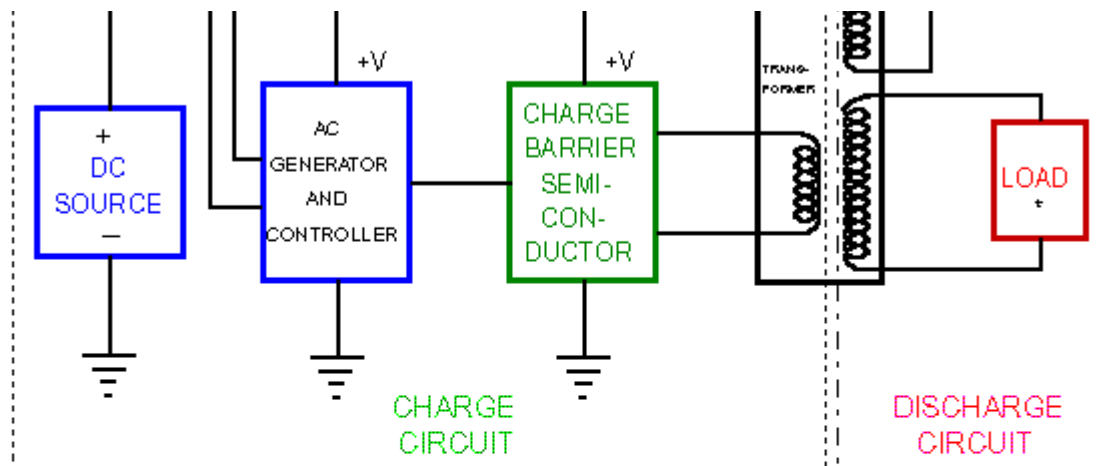 +
DC
SOURCE
—
+V
AC
GENERATOR
AND
CONTROLLER
+V
CHARGE
BARRIER
SEMI-
CON-
DUCTOR
TRANS-
FORMER
LOAD
+
CHARGE
CIRCUIT
DISCHARGE
CIRCUIT